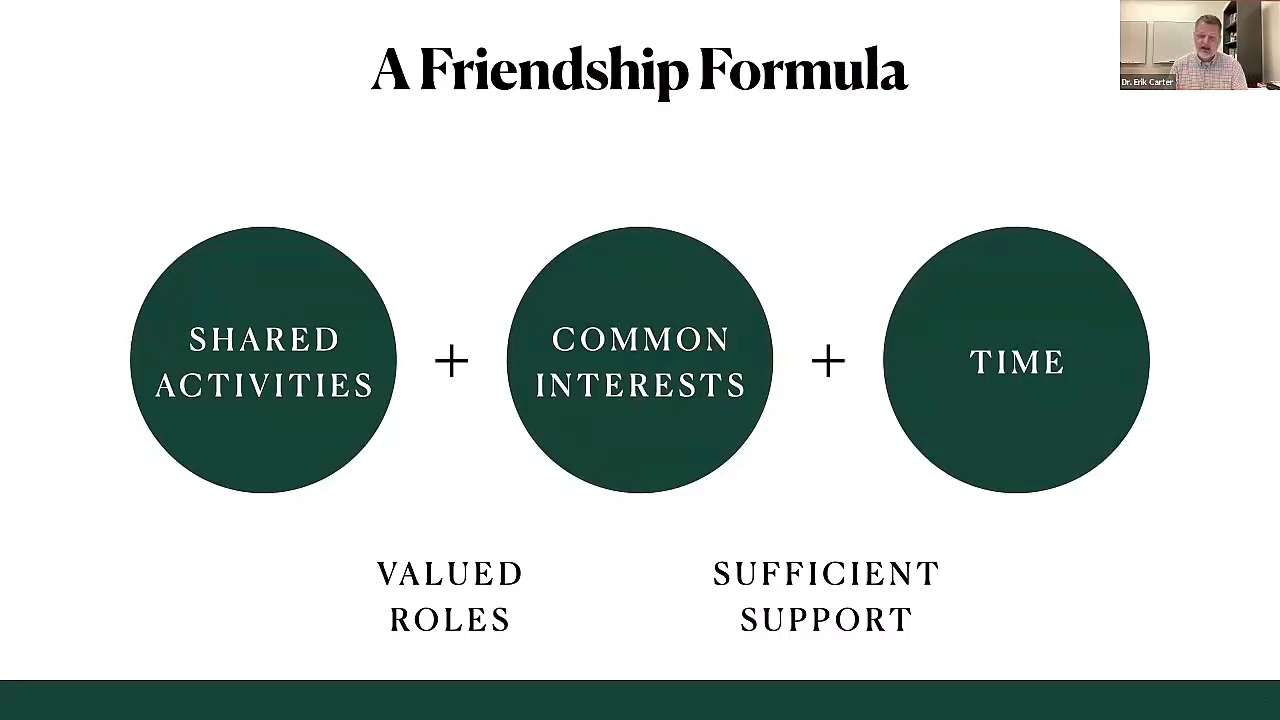 A Friendship Formula
Dr. Erik Carter
SHARED
ACTIVITIES
+
COMMON
INTERESTS
+
TIME
VALUED
ROLES
SUFFICIENT
SUPPORT